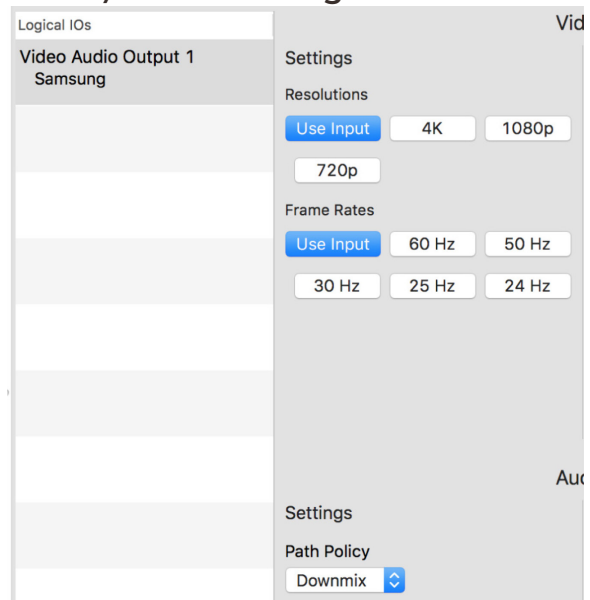 Logical IOs
Video Audio Output 1
Samsung
Vid
Settings
Resolutions
Use Input 4K 1080p
720p
Frame Rates
Use Input 60 Hz 50 Hz
30 Hz 25 Hz 24 Hz
Settings
Path Policy
Downmix